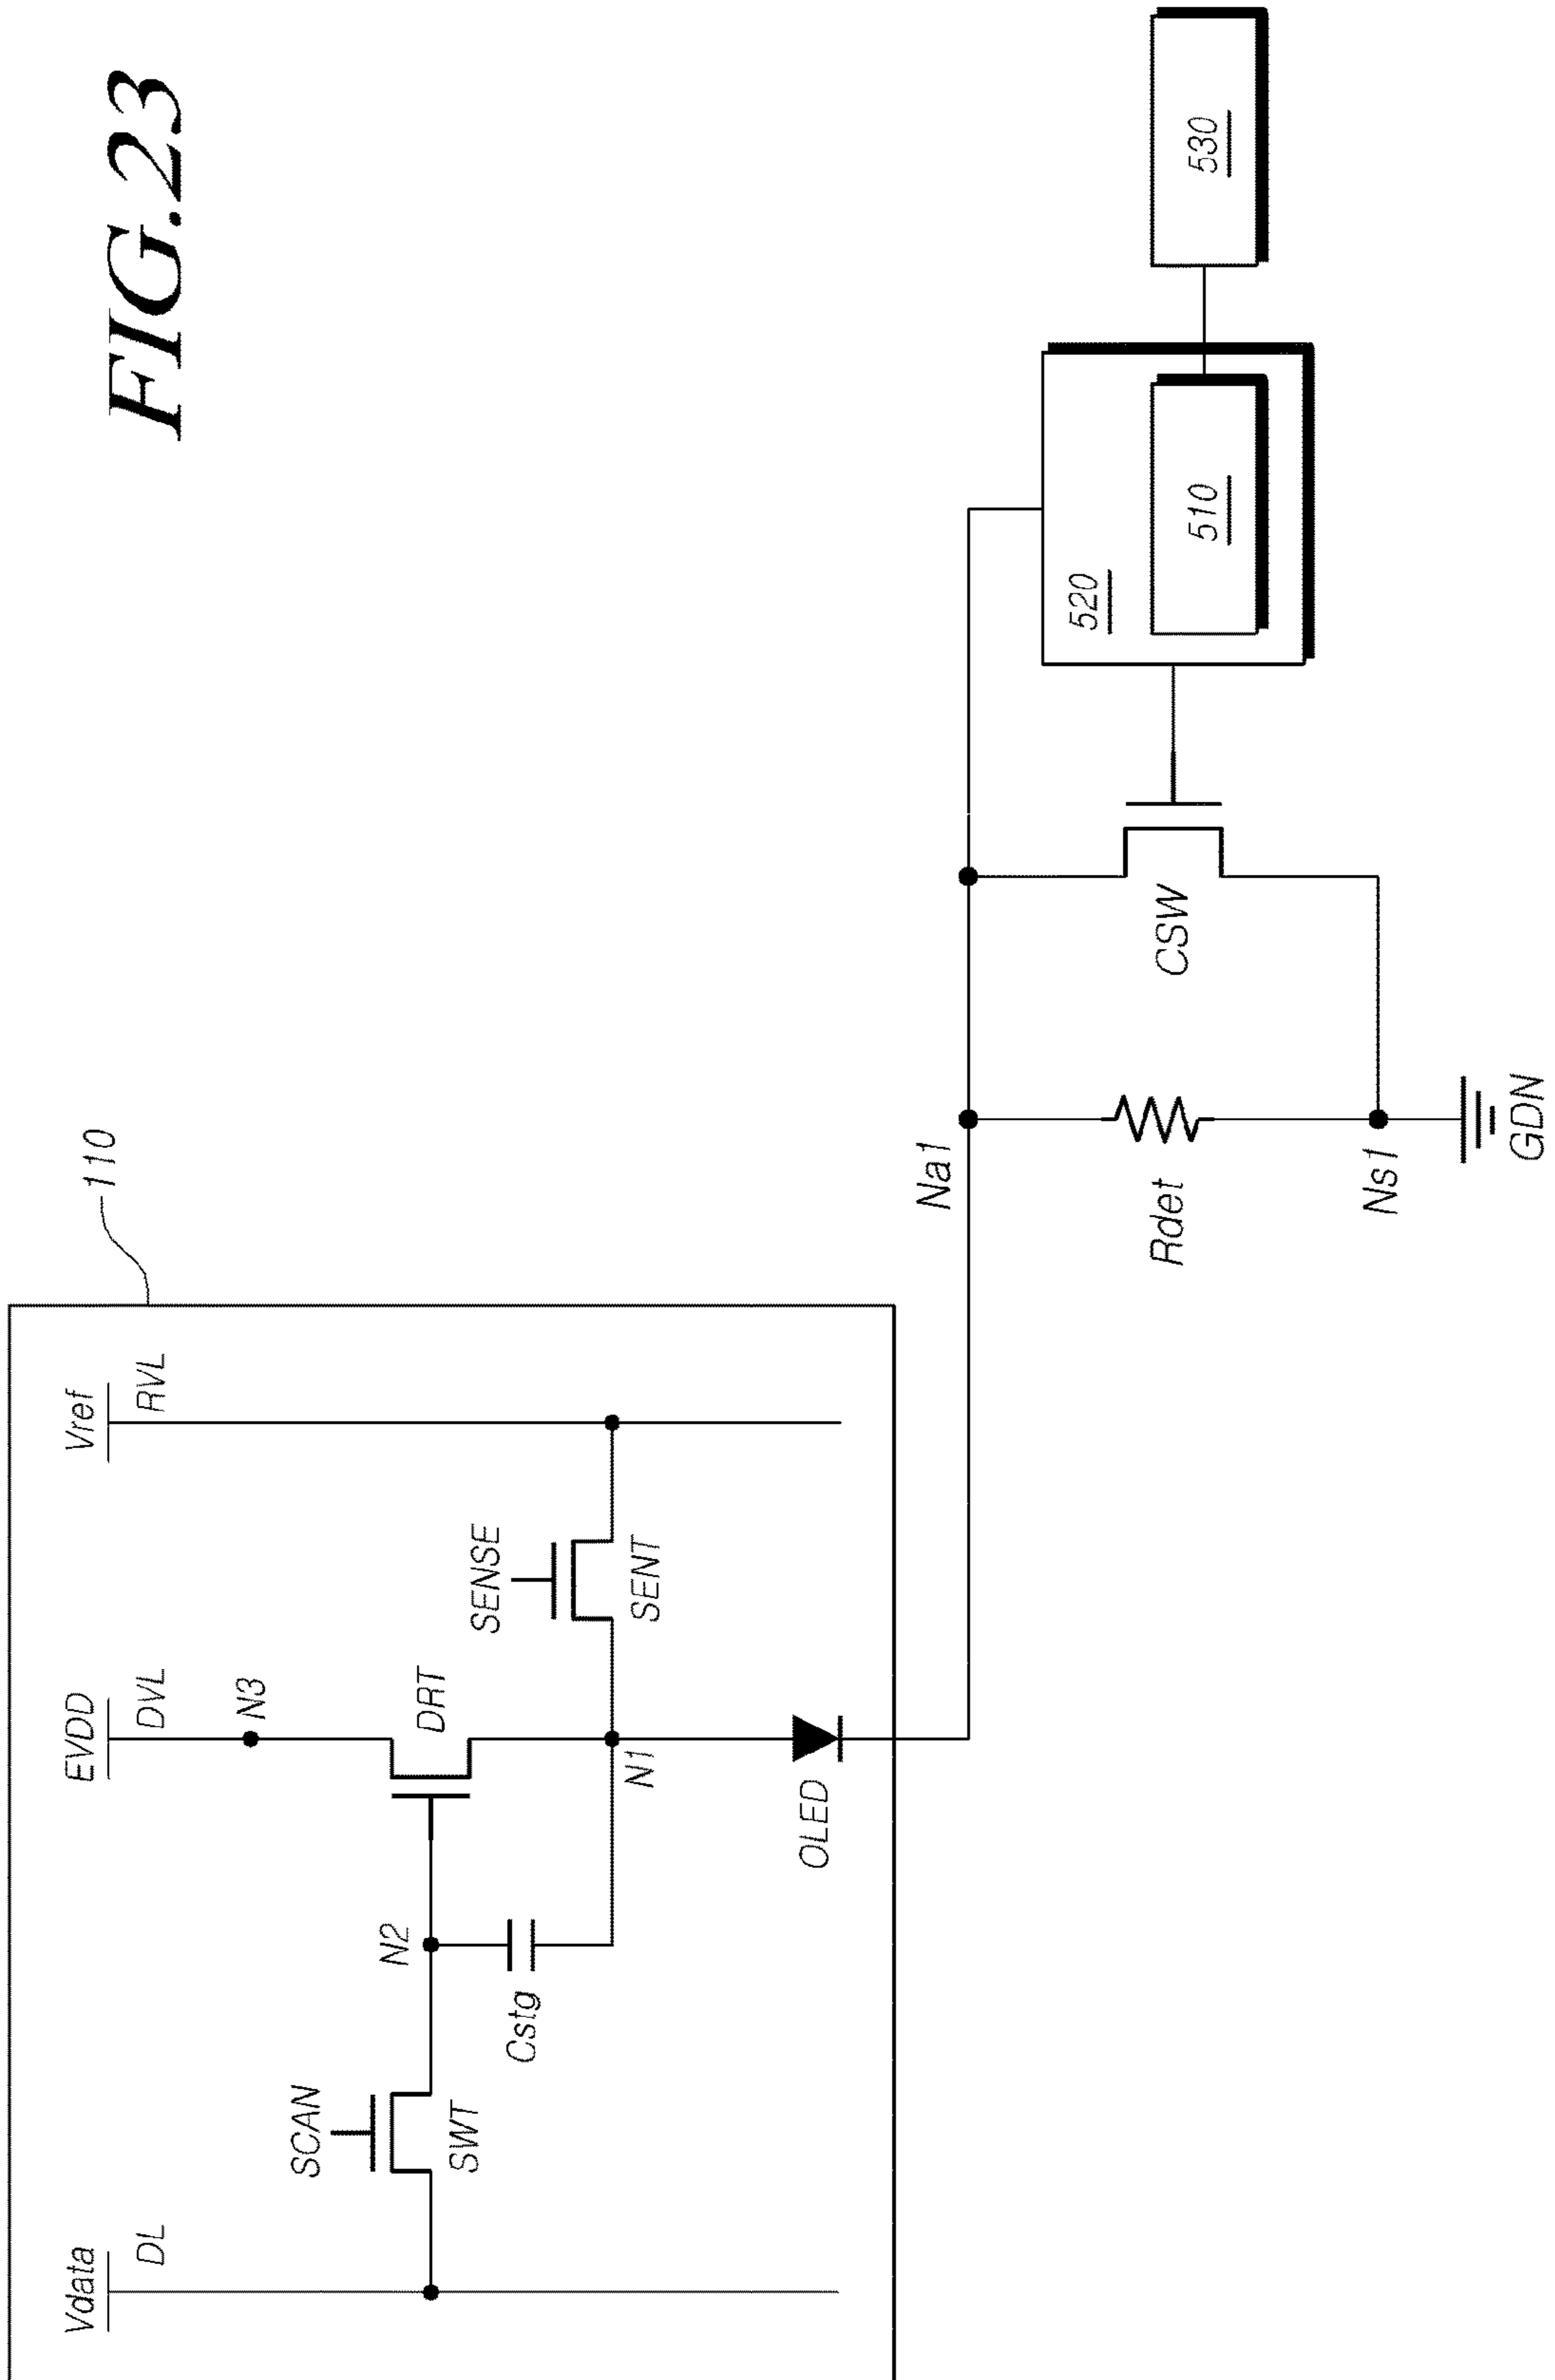 FIG.23
110
Vdata
DL
EVDD
DVL
Vref
RVL
N3
SCAN
SWT
N2
DRT
SENSE
SENT
Cstg
N1
OLED
Na1
Rdet
CSW
520
510
530
Ns1
GDN